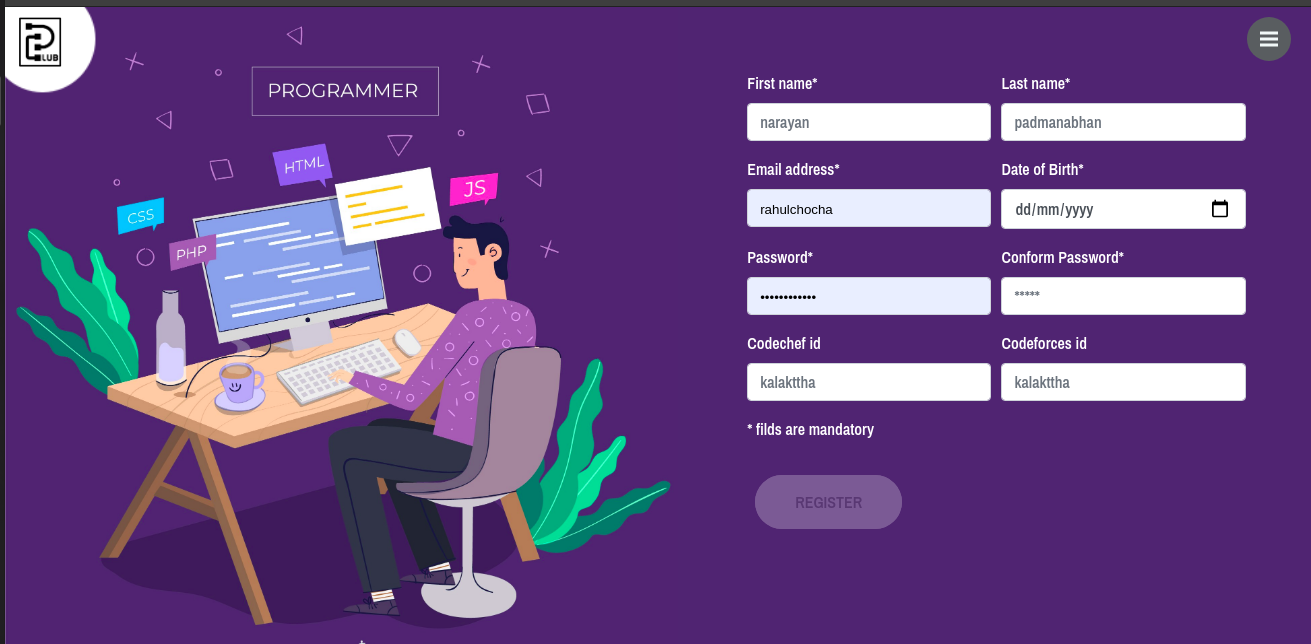 LUB
PROGRAMMER
HTML
JS
CSS
PHP
First name*
Last name*
narayan
padmanabhan
Email address*
Date of Birth*
rahulchocha
dd/mm/yyyy
Password*
Conform Password*
••••••••••••
*****
Codechef id
Codeforces id
kalakttha
kalakttha
* filds are mandatory
REGISTER